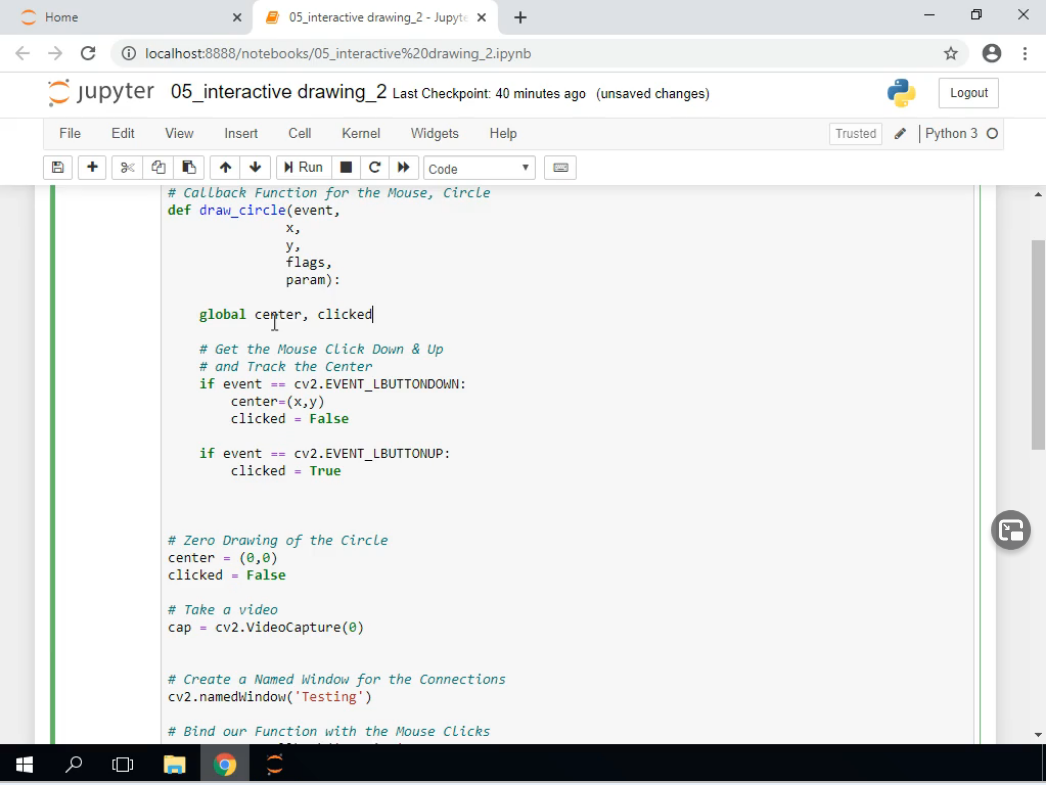 Home
05_interactive drawing_2 - Jupyte
localhost:8888/notebooks/05_interactive%20drawing_2.ipynb
jupyter 05_interactive drawing_2 Last Checkpoint: 40 minutes ago (unsaved changes) Logout
File Edit View Insert Cell Kernel Widgets Help Trusted Python 3
Run Code
# Callback Function for the Mouse, Circle
def draw_circle(event,
x,
y,
flags,
param):
global center, clicked
# Get the Mouse Click Down & Up
# and Track the Center
if event == cv2.EVENT_LBUTTONDOWN:
center=(x,y)
clicked = False
if event == cv2.EVENT_LBUTTONUP:
clicked = True
# Zero Drawing of the Circle
center = (0,0)
clicked = False
# Take a video
cap = cv2.VideoCapture(0)
# Create a Named Window for the Connections
cv2.namedWindow('Testing')
# Bind our Function with the Mouse Clicks